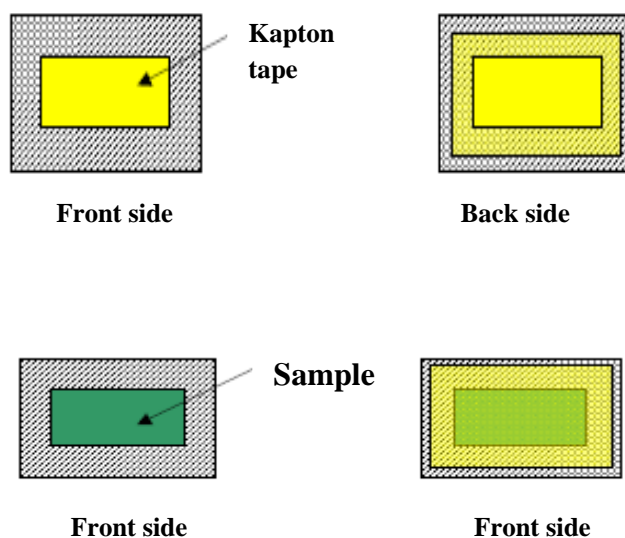 Kapton
tape
Front side
Back side
Sample
Front side
Front side